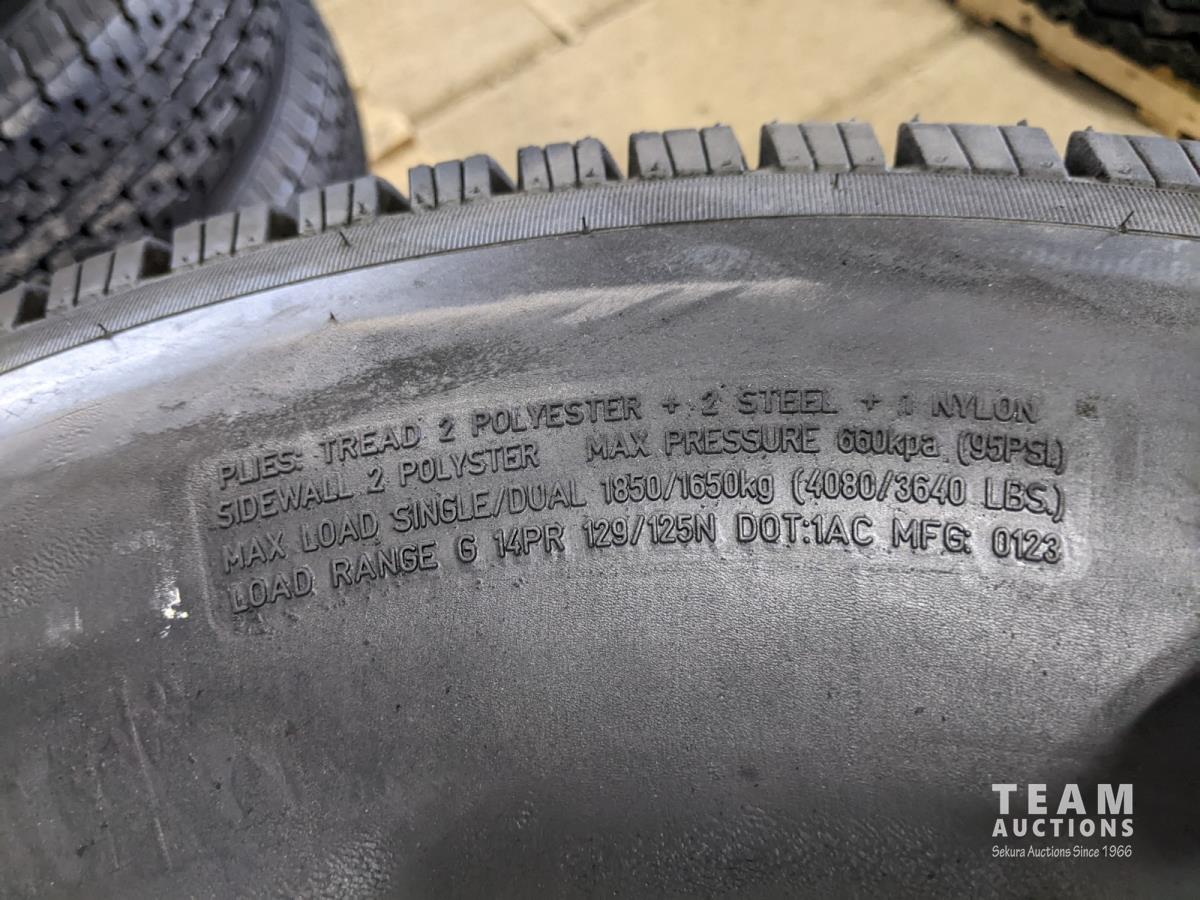 PLIES: TREAD 2 POLYESTER + 2 STEEL + 1 NYLON
SIDEWALL 2 POLYSTER MAX PRESSURE 660kpa (95PSI.)
MAX LOAD SINGLE/DUAL 1850/1650kg (4080/3640 LBS.)
LOAD RANGE G 14PR 129/125N DOT:1AC MFG: 0123
TEAM
AUCTIONS
Sekura Auctions Since 1966